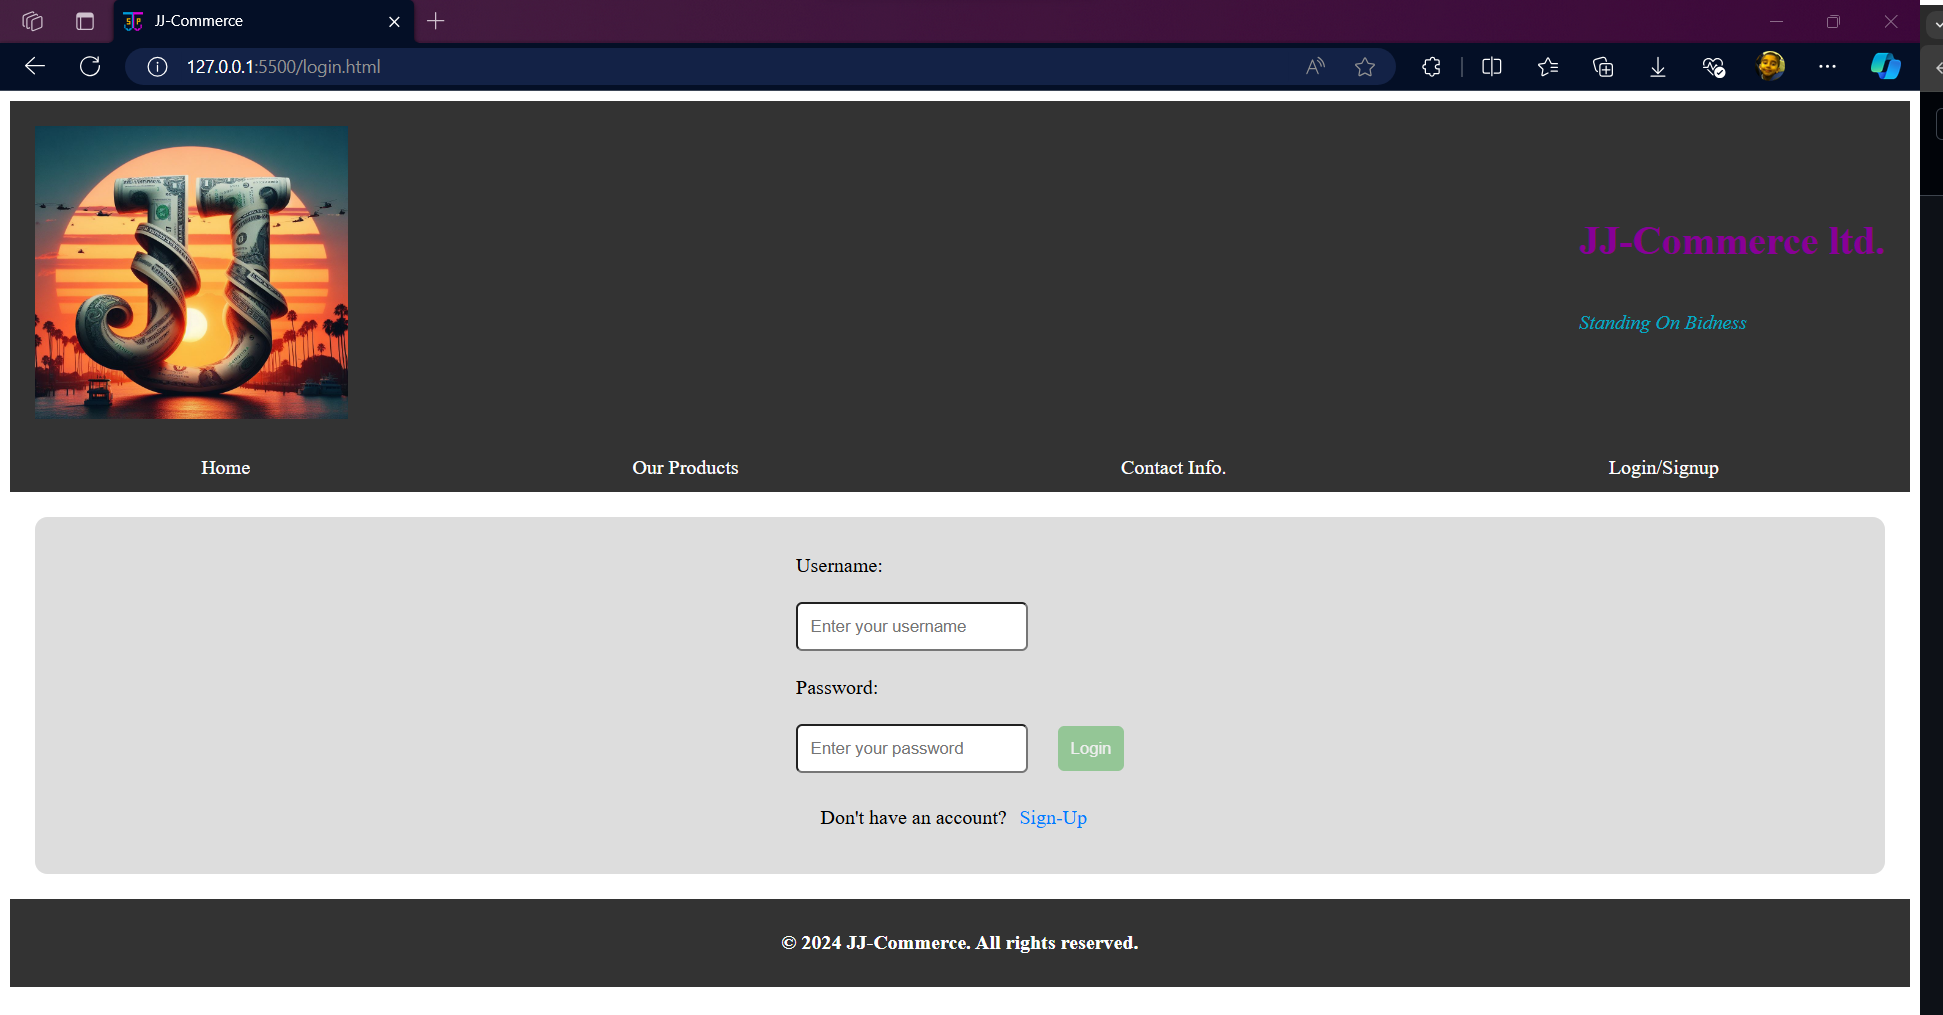 JJ-Commerce
127.0.0.1:5500/login.html
JJ
JJ-Commerce ltd.
Standing On Bidness
Home Our Products Contact Info. Login/Signup
Username:
Enter your username
Password:
Enter your password Login
Don't have an account? Sign-Up
© 2024 JJ-Commerce. All rights reserved.